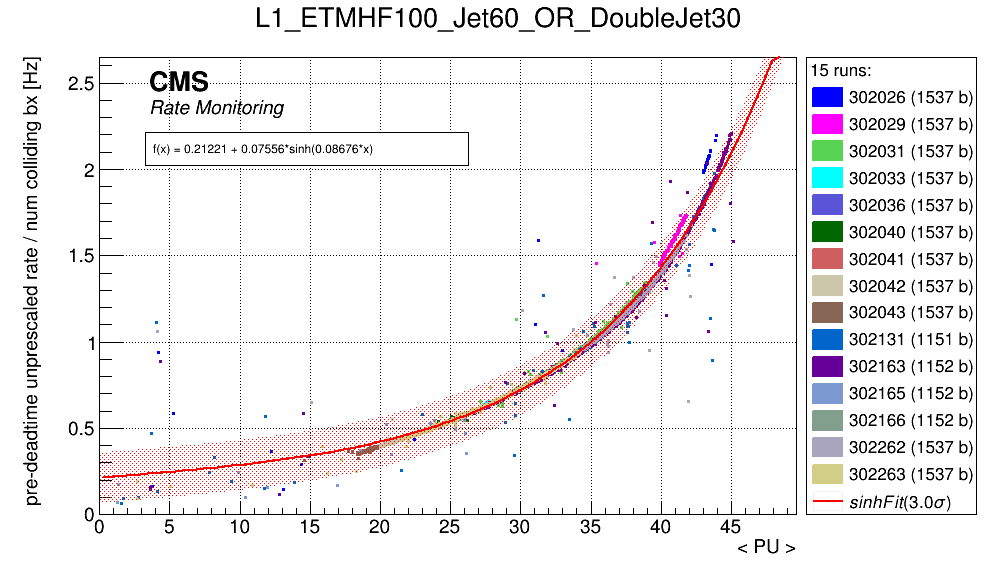 L1_ETMHF100_Jet60_OR_DoubleJet30
pre-deadtime unprescaled rate / num colliding bx [Hz]
CMS
Rate Monitoring
f(x) = 0.21221 + 0.07556*sinh(0.08676*x)
2.5
2
1.5
1
0.5
0
0 5 10 15 20 25 30 35 40 45
< PU >
15 runs:
302026 (1537 b)
302029 (1537 b)
302031 (1537 b)
302033 (1537 b)
302036 (1537 b)
302040 (1537 b)
302041 (1537 b)
302042 (1537 b)
302043 (1537 b)
302131 (1151 b)
302163 (1152 b)
302165 (1152 b)
302166 (1152 b)
302262 (1537 b)
302263 (1537 b)
sinhFit(3.0σ)